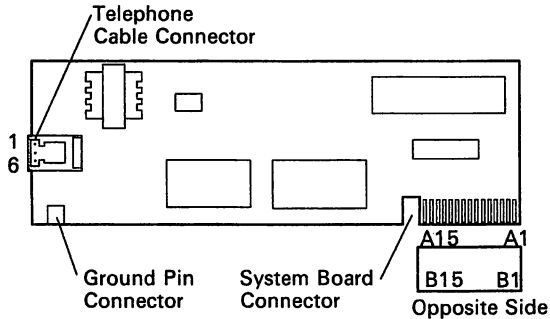 Telephone
Cable Connector
1
6
A15 A1
Ground Pin
Connector
System Board
Connector
B15 B1
Opposite Side